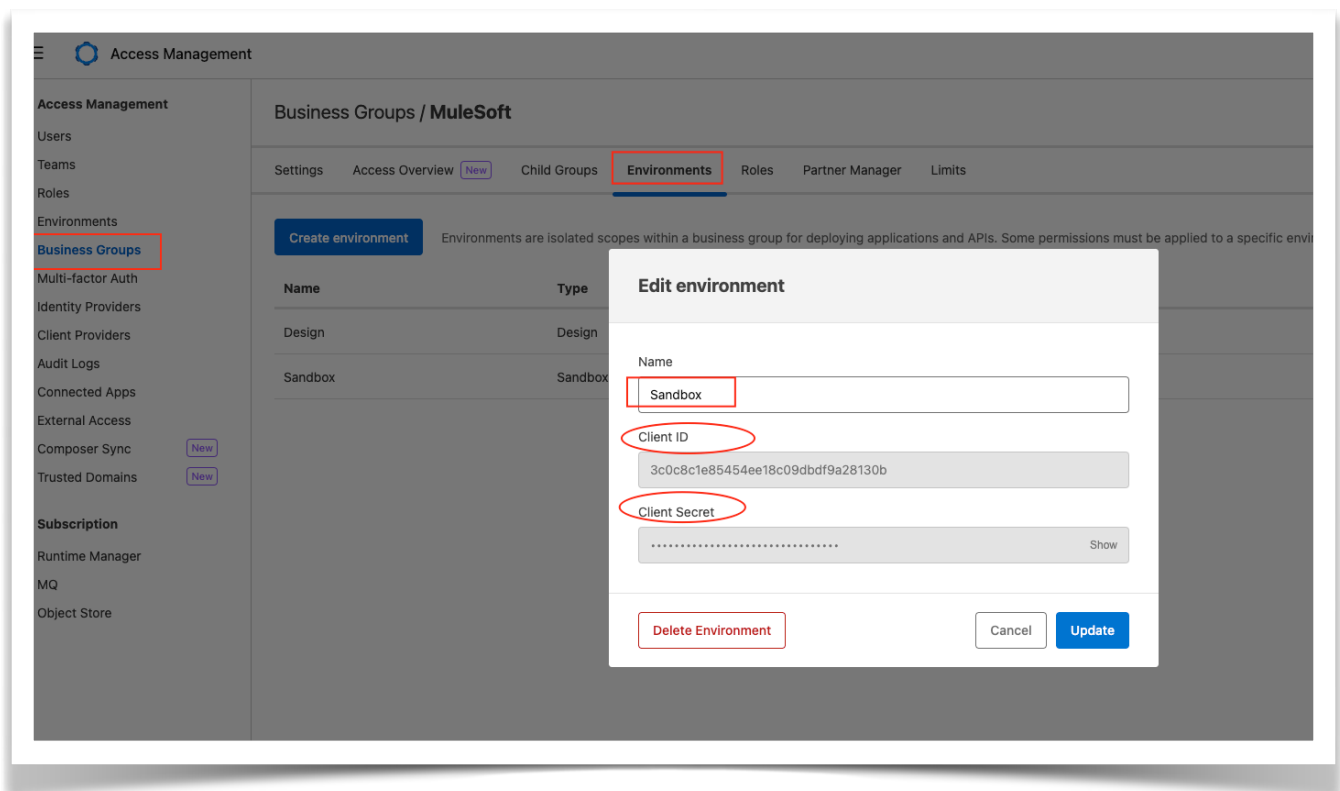 Access Management
Access Management
Users
Teams
Roles
Environments
Business Groups
Multi-factor Auth
Identity Providers
Client Providers
Audit Logs
Connected Apps
External Access
Composer Sync New
Trusted Domains New
Subscription
Runtime Manager
MQ
Object Store
Business Groups / MuleSoft
Settings Access Overview New Child Groups Environments Roles Partner Manager Limits
Create environment Environments are isolated scopes within a business group for deploying applications and APIs. Some permissions must be applied to a specific envi
Name Type
Design Design
Sandbox Sandbox
Edit environment
Name
Sandbox
Client ID
3c0c8c1e85454ee18c09dbdf9a28130b
Client Secret
•••••••••••••••••••••••••••••••• Show
Delete Environment Cancel Update